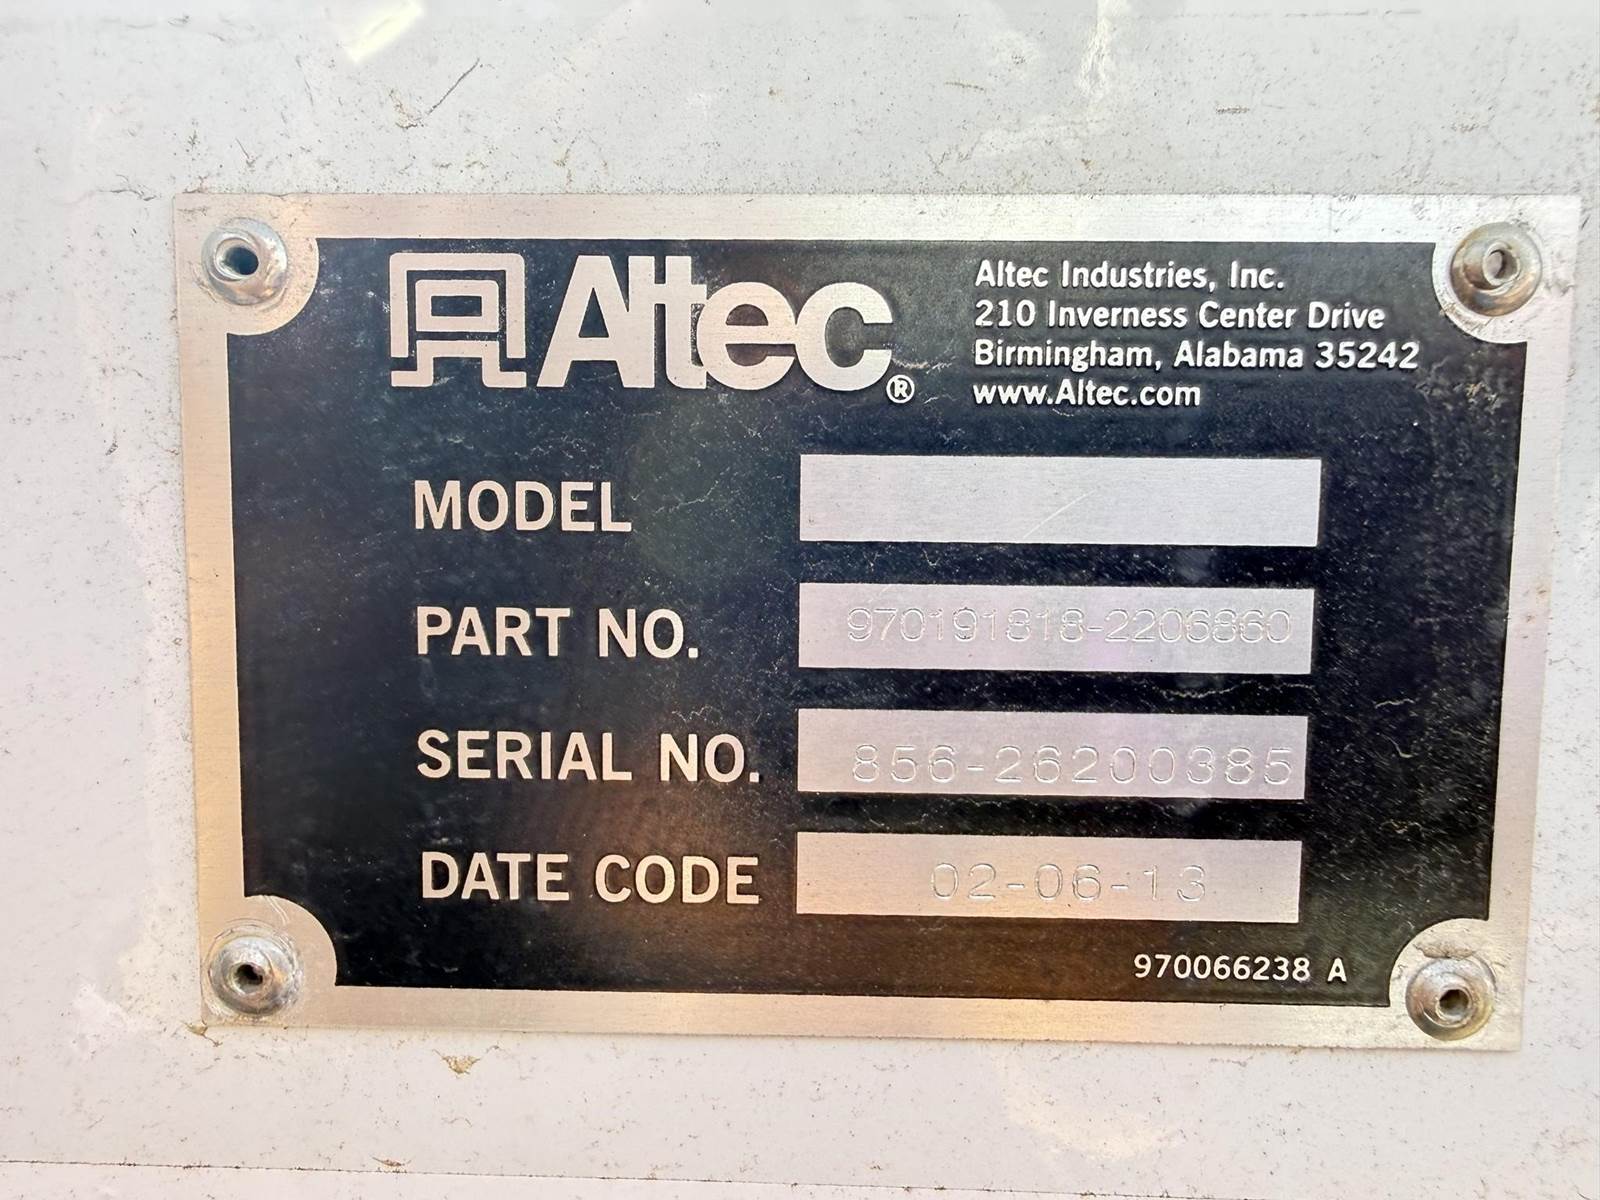 Altec®
Altec Industries, Inc.
210 Inverness Center Drive
Birmingham, Alabama 35242
www.Altec.com
MODEL
PART NO. 970191818-2206860
SERIAL NO. 856-26200385
DATE CODE 02-06-13
970066238 A